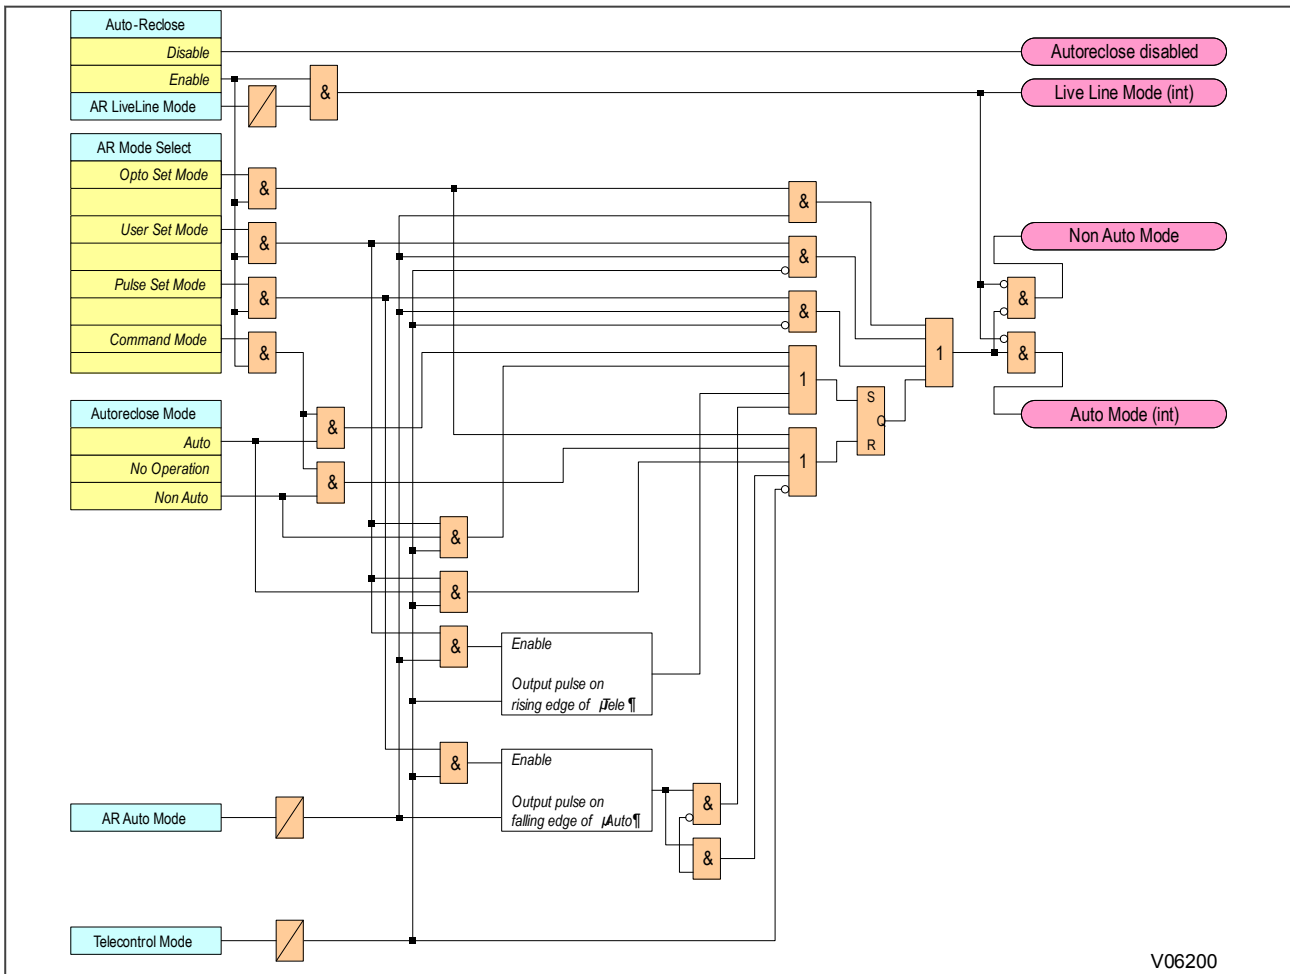 Auto-Reclose
Disable
Enable
AR LiveLine Mode
&
Autoreclose disabled
Live Line Mode (int)
AR Mode Select
Opto Set Mode
&
&
User Set Mode
&
&
Non Auto Mode
Pulse Set Mode
&
&
&
Command Mode
&
1
&
1
Autoreclose Mode
Auto
No Operation
Non Auto
&
&
S
Q
R
1
Auto Mode (int)
&
&
&
Enable
Output pulse on
rising edge of µTele ¶
&
Enable
Output pulse on
falling edge of µAuto¶
&
&
AR Auto Mode
Telecontrol Mode
V06200